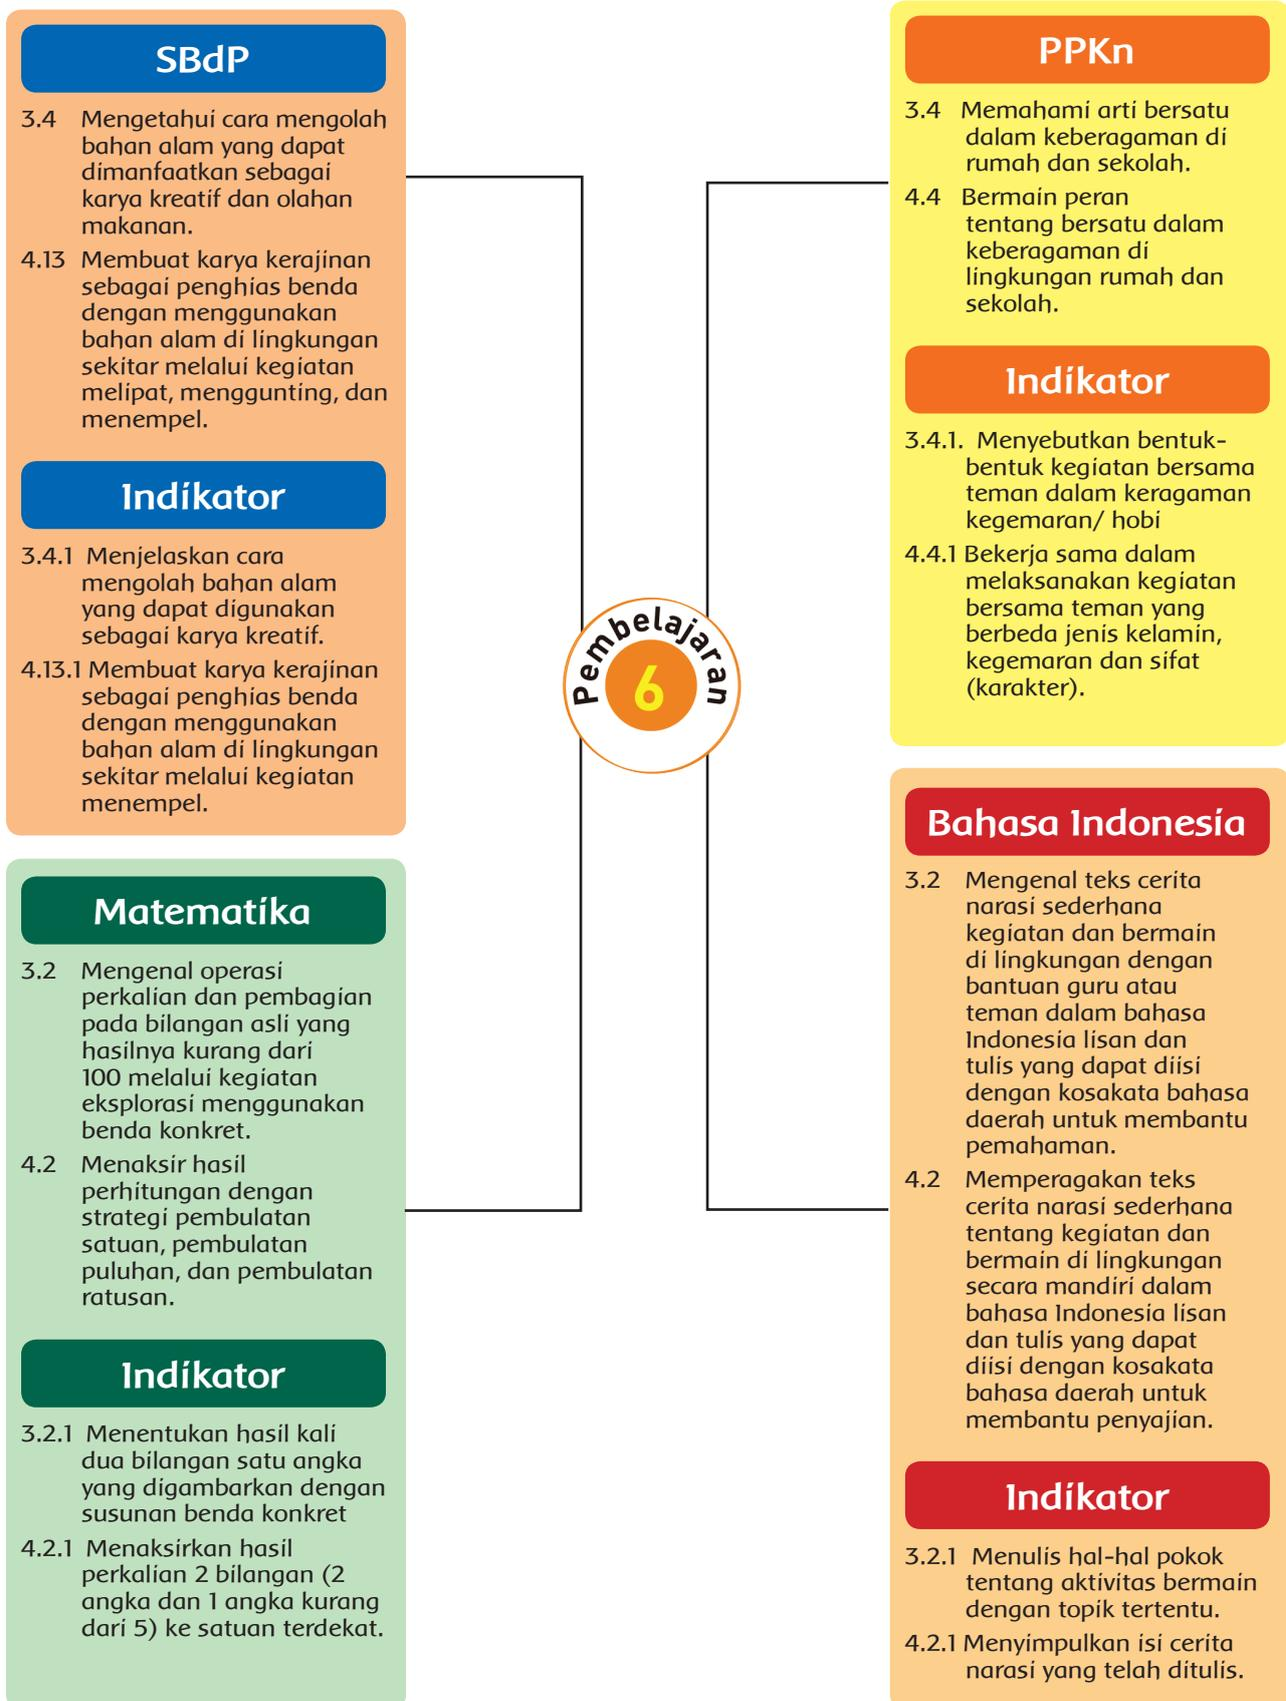 SBdP
3.4 Mengetahui cara mengolah
bahan alam yang dapat
dimanfaatkan sebagai
karya kreatif dan olahan
makanan.
4.13 Membuat karya kerajinan
sebagai penghias benda
dengan menggunakan
bahan alam di lingkungan
sekitar melalui kegiatan
melipat, menggunting, dan
menempel.
Indikator
3.4.1 Menjelaskan cara
mengolah bahan alam
yang dapat digunakan
sebagai karya kreatif.
4.13.1 Membuat karya kerajinan
sebagai penghias benda
dengan menggunakan
bahan alam di lingkungan
sekitar melalui kegiatan
menempel.
Matematika
3.2 Mengenal operasi
perkalian dan pembagian
pada bilangan asli yang
hasilnya kurang dari
100 melalui kegiatan
eksplorasi menggunakan
benda konkret.
4.2 Menaksir hasil
perhitungan dengan
strategi pembulatan
satuan, pembulatan
puluhan, dan pembulatan
ratusan.
Indikator
3.2.1 Menentukan hasil kali
dua bilangan satu angka
yang digambarkan dengan
susunan benda konkret
4.2.1 Menaksirkan hasil
perkalian 2 bilangan (2
angka dan 1 angka kurang
dari 5) ke satuan terdekat.
Pembelajaran
6
PPKn
3.4 Memahami arti bersatu
dalam keberagaman di
rumah dan sekolah.
4.4 Bermain peran
tentang bersatu dalam
keberagaman di
lingkungan rumah dan
sekolah.
Indikator
3.4.1. Menyebutkan bentuk-
bentuk kegiatan bersama
teman dalam keragaman
kegemaran/ hobi
4.4.1 Bekerja sama dalam
melaksanakan kegiatan
bersama teman yang
berbeda jenis kelamin,
kegemaran dan sifat
(karakter).
Bahasa Indonesia
3.2 Mengenal teks cerita
narasi sederhana
kegiatan dan bermain
di lingkungan dengan
bantuan guru atau
teman dalam bahasa
Indonesia lisan dan
tulis yang dapat diisi
dengan kosakata bahasa
daerah untuk membantu
pemahaman.
4.2 Memperagakan teks
cerita narasi sederhana
tentang kegiatan dan
bermain di lingkungan
secara mandiri dalam
bahasa Indonesia lisan
dan tulis yang dapat
diisi dengan kosakata
bahasa daerah untuk
membantu penyajian.
Indikator
3.2.1 Menulis hal-hal pokok
tentang aktivitas bermain
dengan topik tertentu.
4.2.1 Menyimpulkan isi cerita
narasi yang telah ditulis.